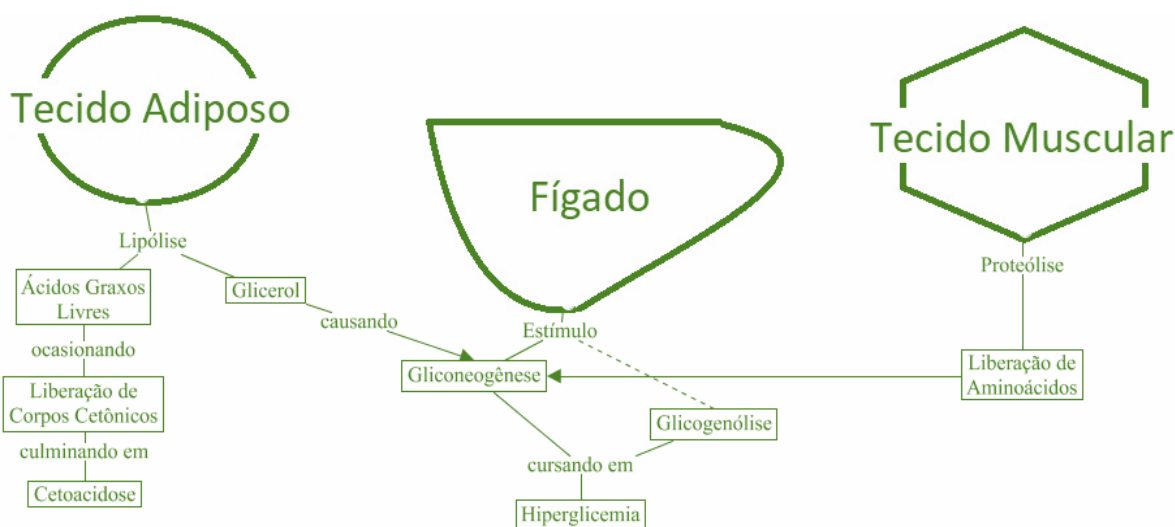 Tecido Adiposo
Fígado
Tecido Muscular
Lipólise
Ácidos Graxos
Livres
Glicerol
ocasionando
causando
Liberação de
Corpos Cetônicos
culminando em
Cetoacidose
Estímulo
Gliconeogênese
Glicogenólise
cursando em
Hiperglicemia
Proteólise
Liberação de
Aminoácidos